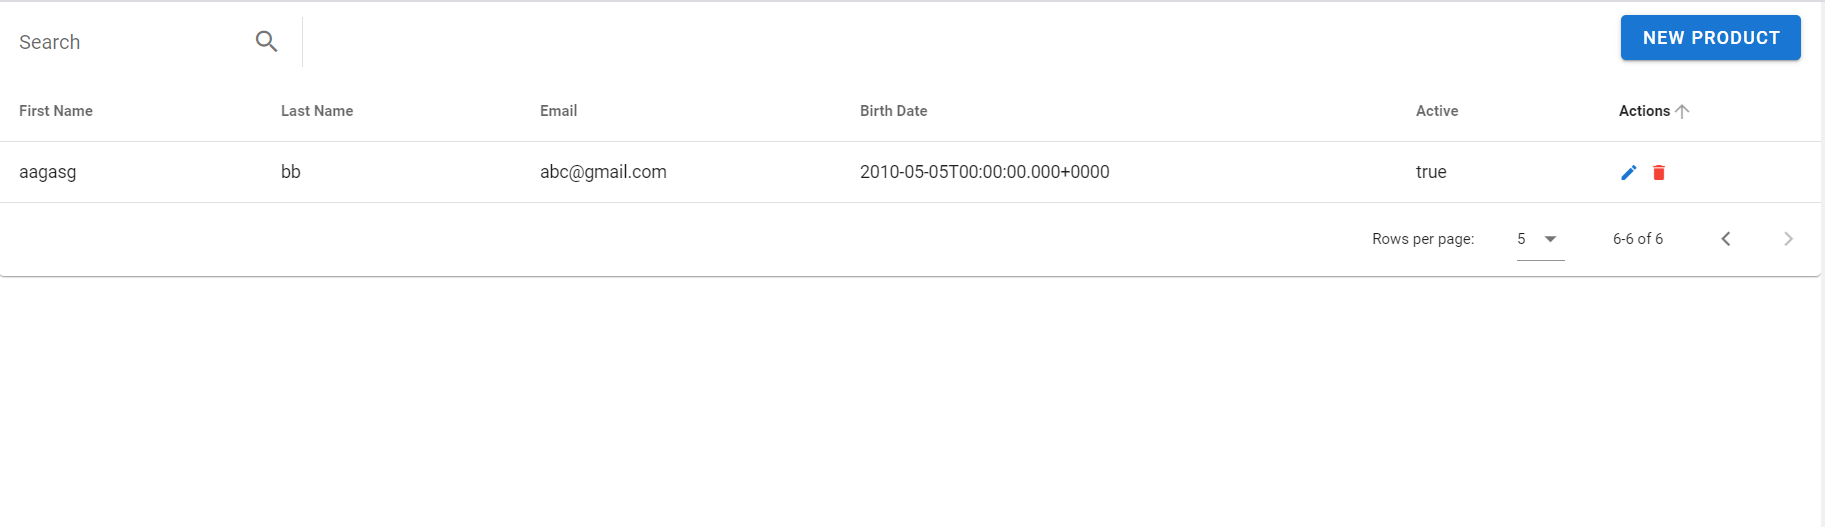 Search
NEW PRODUCT
First Name Last Name Email Birth Date Active Actions
aagasg bb abc@gmail.com 2010-05-05T00:00:00.000+0000 true
Rows per page: 5 6-6 of 6